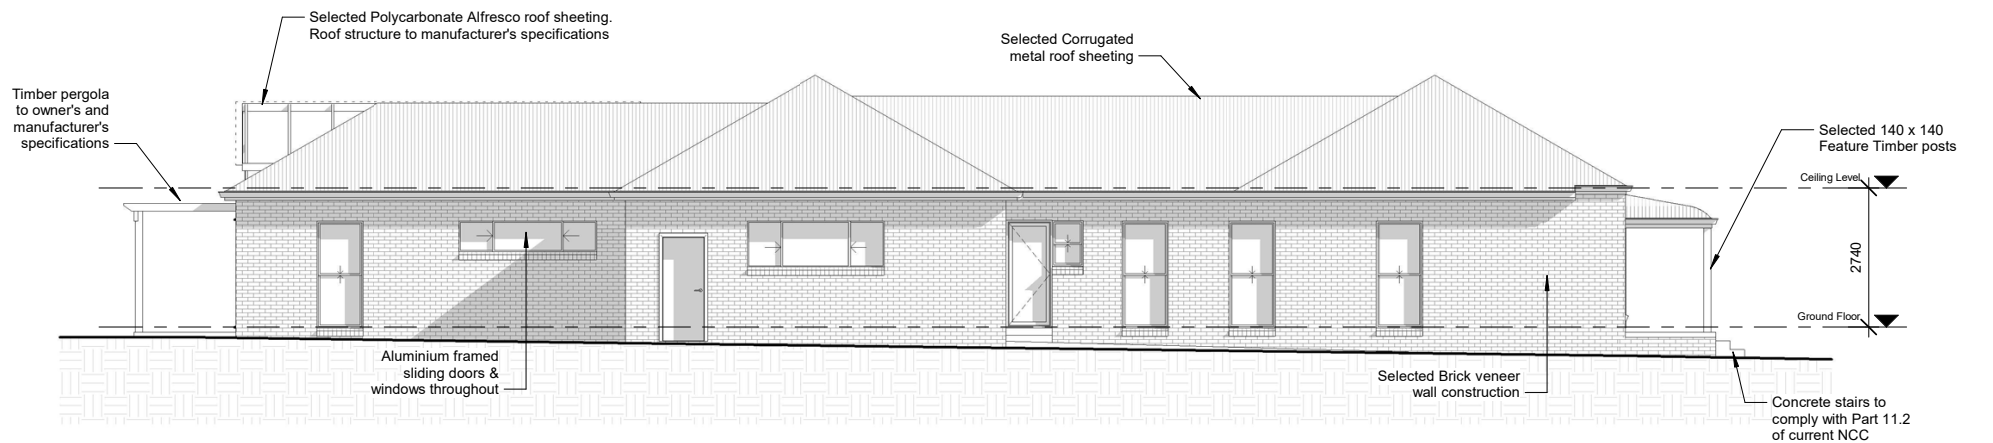 Selected Polycarbonate Alfresco roof sheeting.
Roof structure to manufacturer's specifications
Selected Corrugated
metal roof sheeting
Timber pergola
to owner's and
manufacturer's
specifications
Selected 140 x 140
Feature Timber posts
Ceiling Level
2740
Ground Floor
Aluminium framed
sliding doors &
windows throughout
Selected Brick veneer
wall construction
Concrete stairs to
comply with Part 11.2
of current NCC